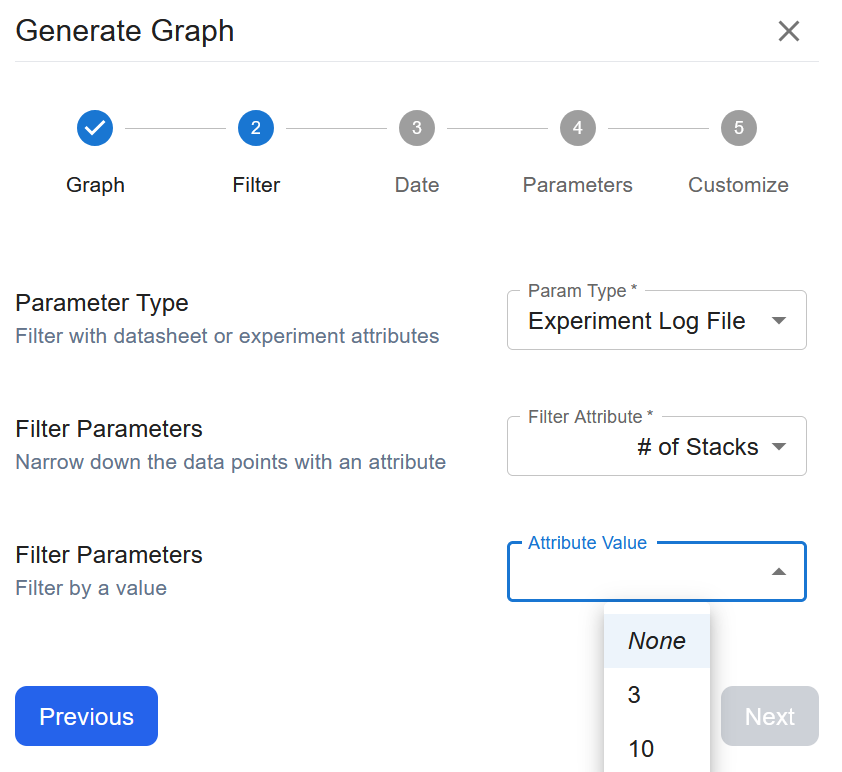 Generate Graph
2
3
4
5
Graph
Filter
Date
Parameters
Customize
Parameter Type
Filter with datasheet or experiment attributes
Param Type *
Experiment Log File
Filter Parameters
Narrow down the data points with an attribute
Filter Attribute *
# of Stacks
Filter Parameters
Filter by a value
Attribute Value
None
3
10
Previous
Next